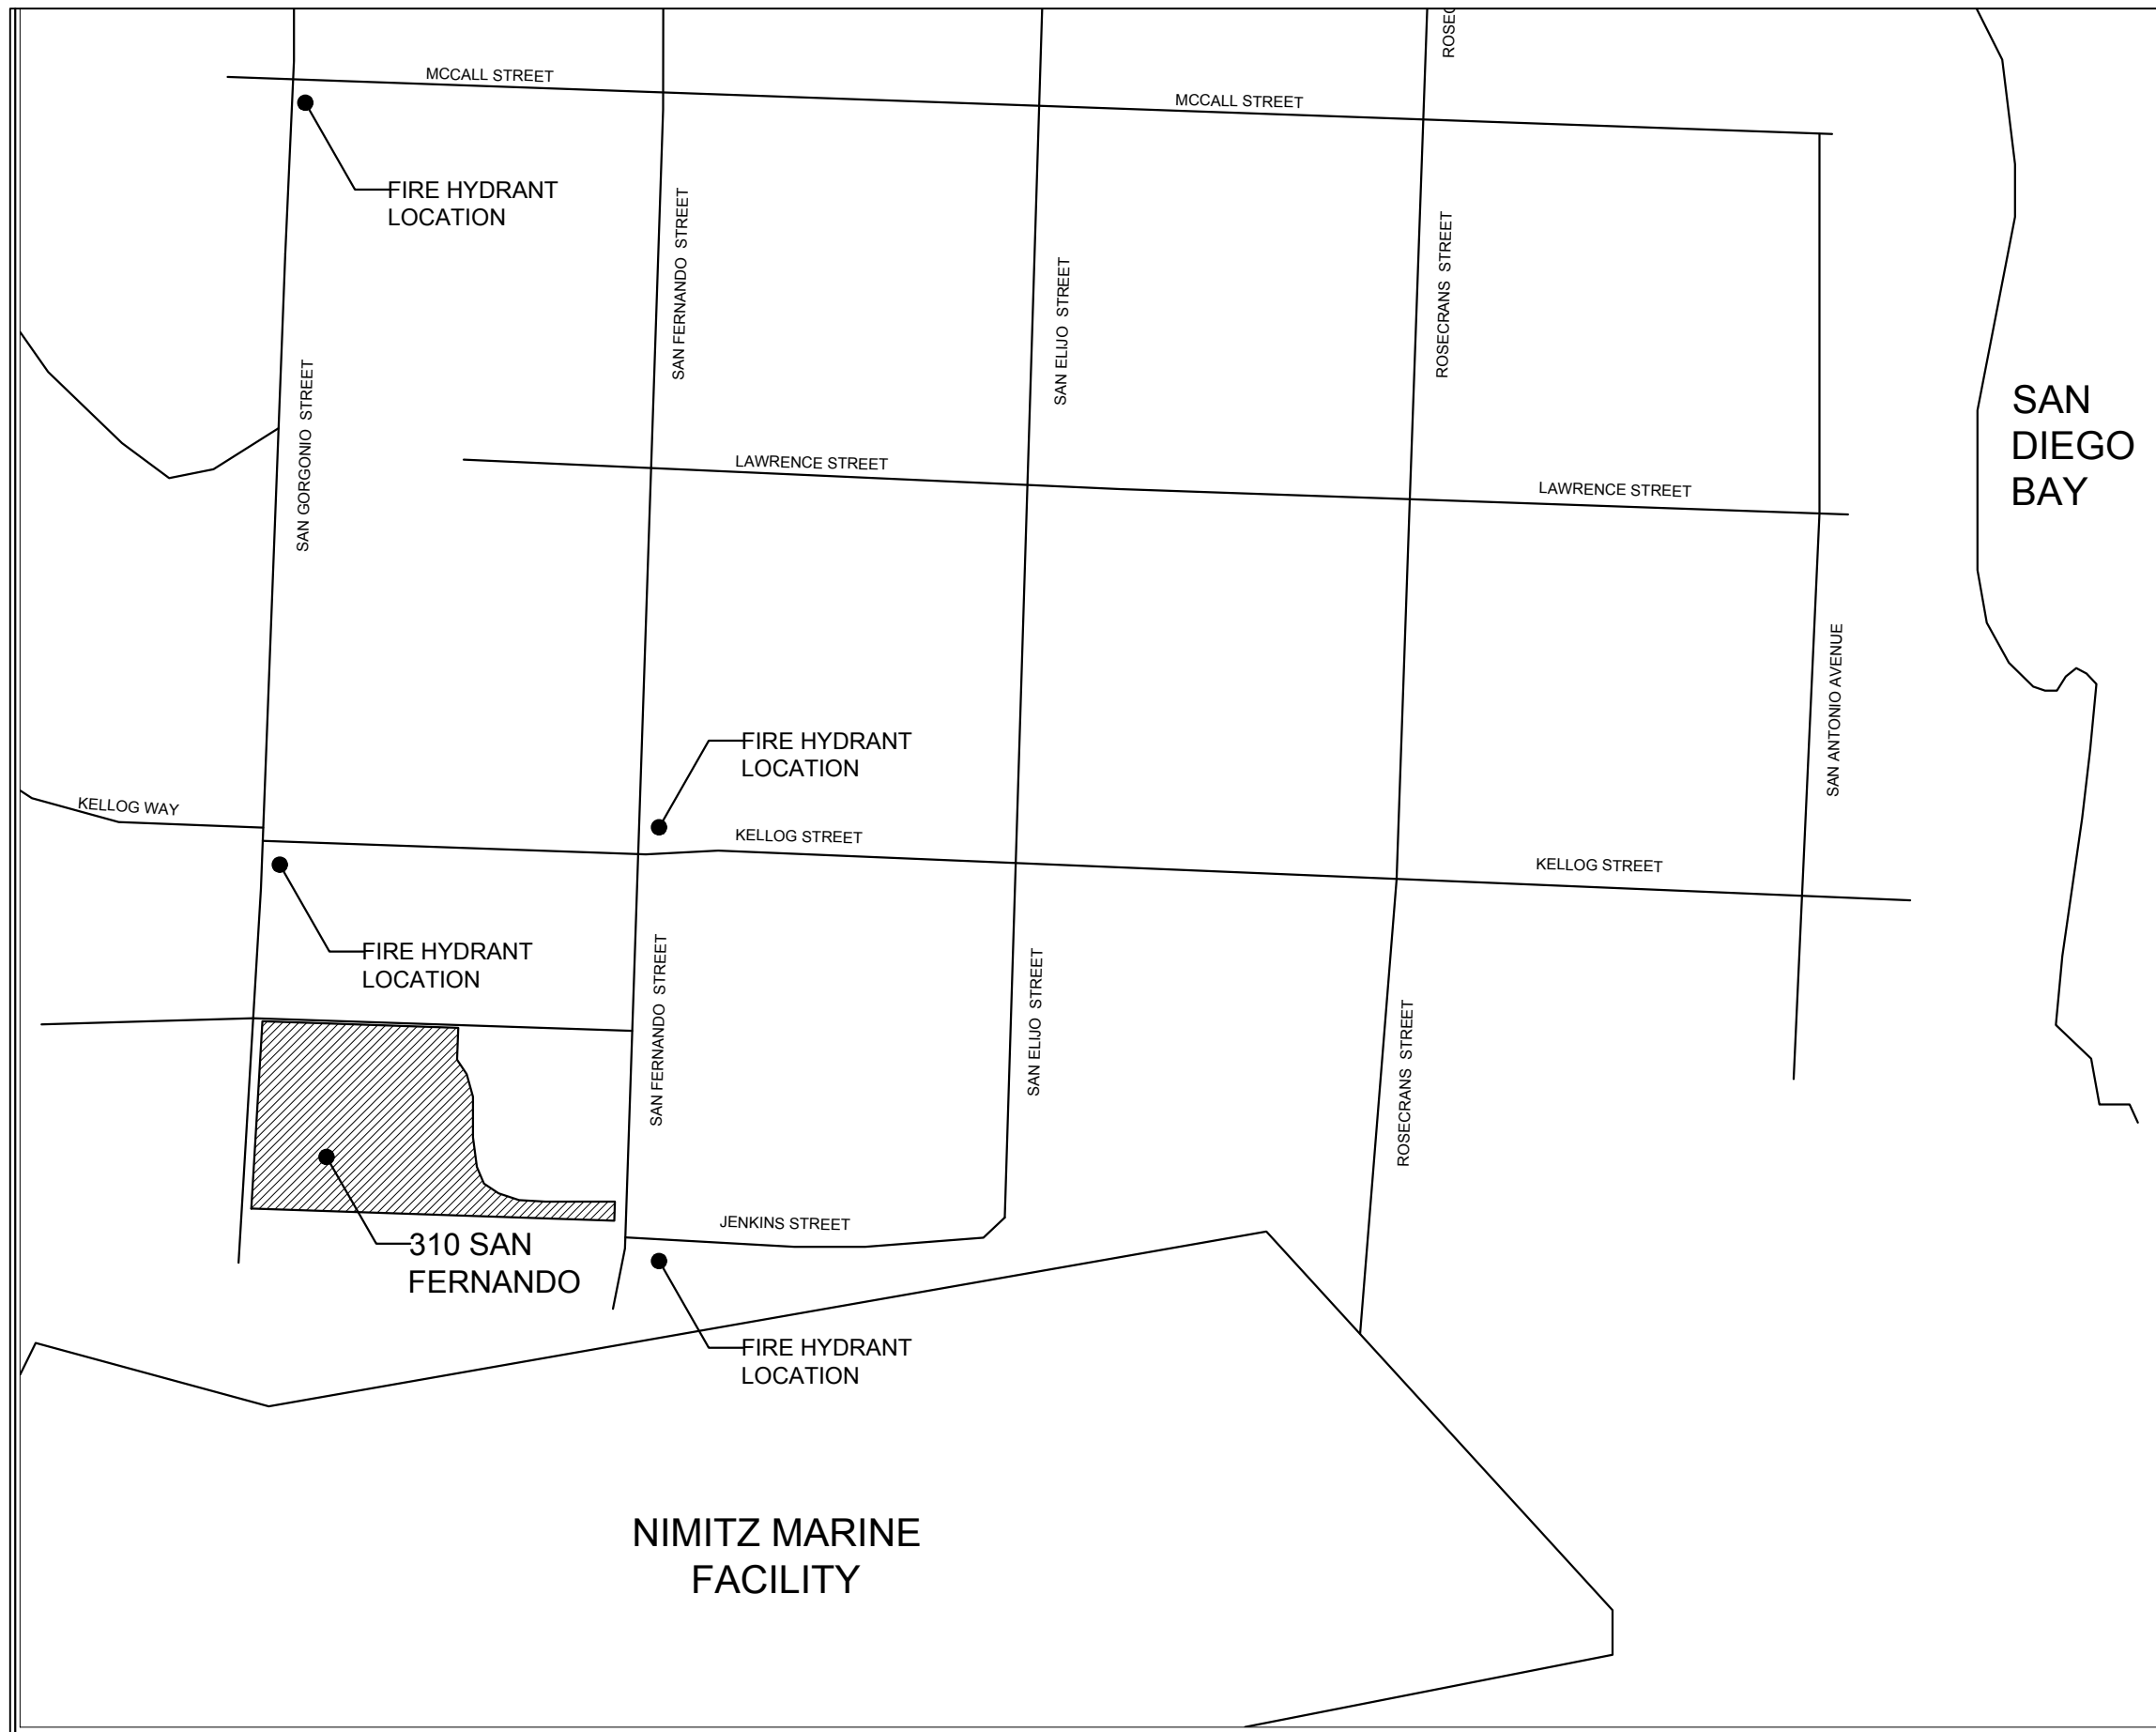 ROSEC
MCCALL STREET
MCCALL STREET
FIRE HYDRANT
LOCATION
SAN FERNANDO STREET
SAN ELIJO STREET
ROSECRANS STREET
SAN GORGONIO STREET
SAN
DIEGO
BAY
LAWRENCE STREET
LAWRENCE STREET
SAN ANTONIO AVENUE
FIRE HYDRANT
LOCATION
KELLOG WAY
KELLOG STREET
KELLOG STREET
FIRE HYDRANT
LOCATION
SAN FERNANDO STREET
SAN ELIJO STREET
ROSECRANS STREET
JENKINS STREET
310 SAN
FERNANDO
FIRE HYDRANT
LOCATION
NIMITZ MARINE
FACILITY